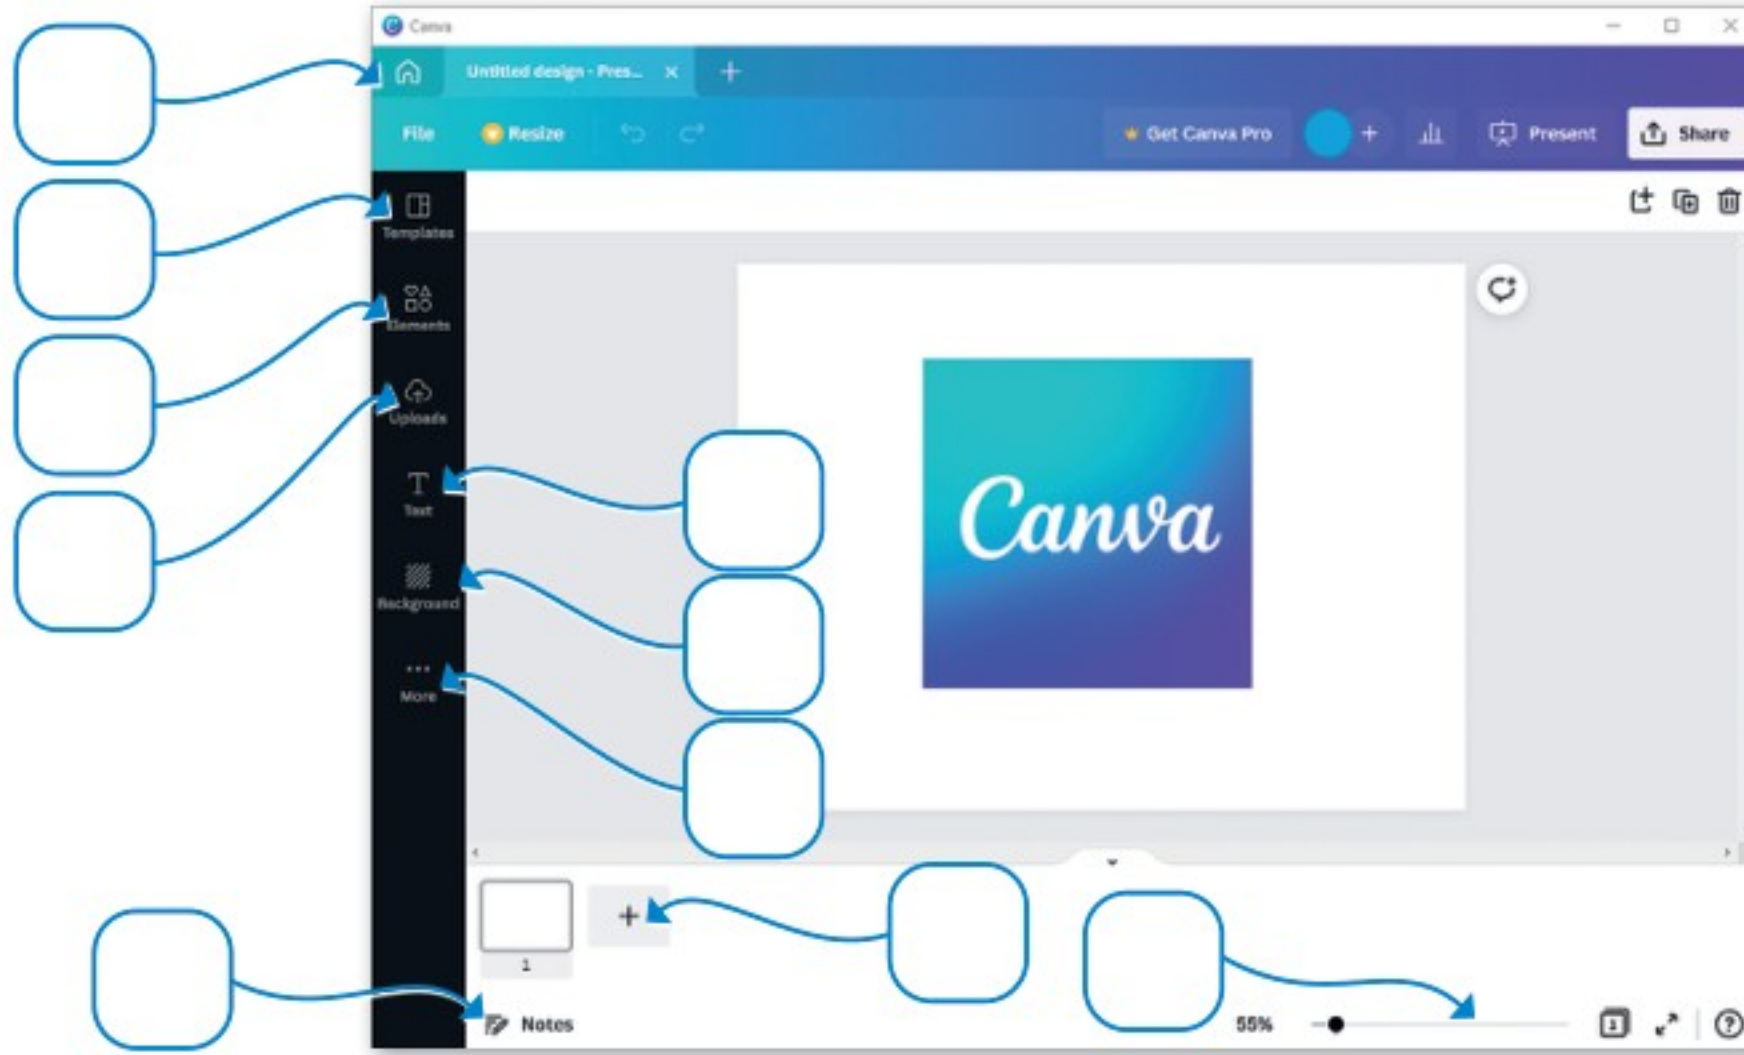 Canva
Untitled design - Pres...
File
Resize
Get Canva Pro
Present
Share
Templates
Elements
Uploads
Text
Background
More
Canva
1
Notes
55%
1
?